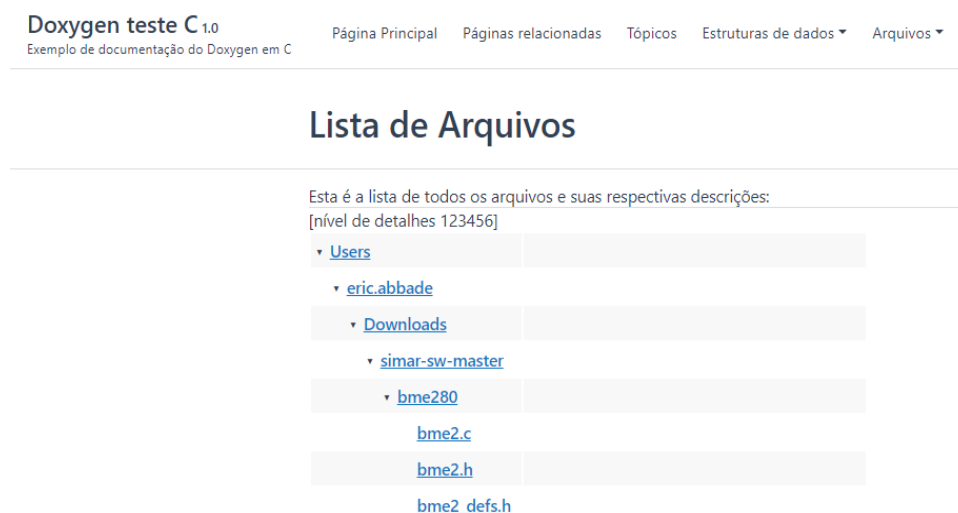 Doxygen teste C 1.0
Exemplo de documentação do Doxygen em C
Página Principal Páginas relacionadas Tópicos Estruturas de dados Arquivos
Lista de Arquivos
Esta é a lista de todos os arquivos e suas respectivas descrições:
[nível de detalhes 123456]
Users
eric.abbade
Downloads
simar-sw-master
bme280
bme2.c
bme2.h
bme2_defs.h